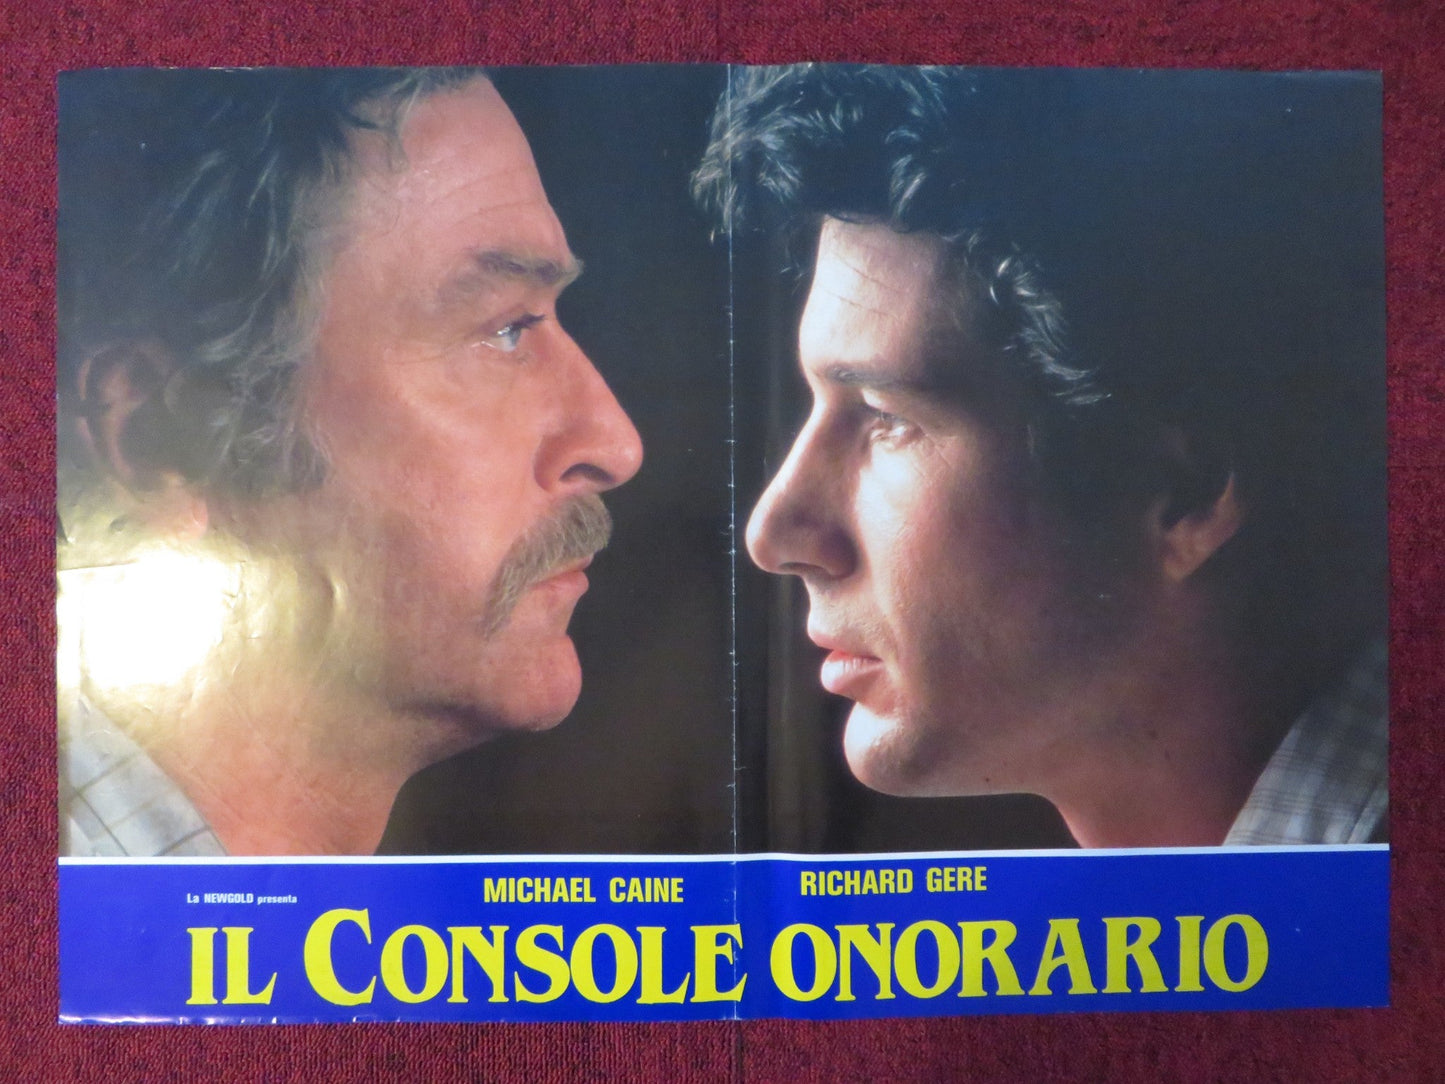 La NEWGOLD presenta
MICHAEL CAINE RICHARD GERE
IL CONSOLE ONORARIO